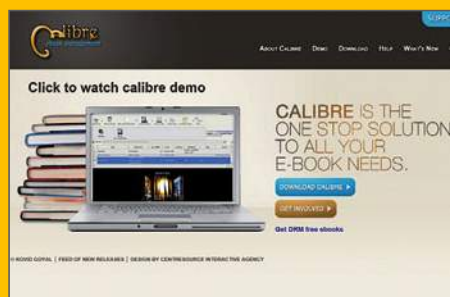 calibre
ebook management
SUPPO
ABOUT CALIBRE DEMO DOWNLOAD HELP WHAT'S NEW
Click to watch calibre demo
CALIBRE IS THE
ONE STOP SOLUTION
TO ALL YOUR
E-BOOK NEEDS.
DOWNLOAD CALIBRE
GET INVOLVED
Get DRM free ebooks
© KOVID GOYAL | FEED OF NEW RELEASES | DESIGN BY CENTRESOURCE INTERACTIVE AGENCY